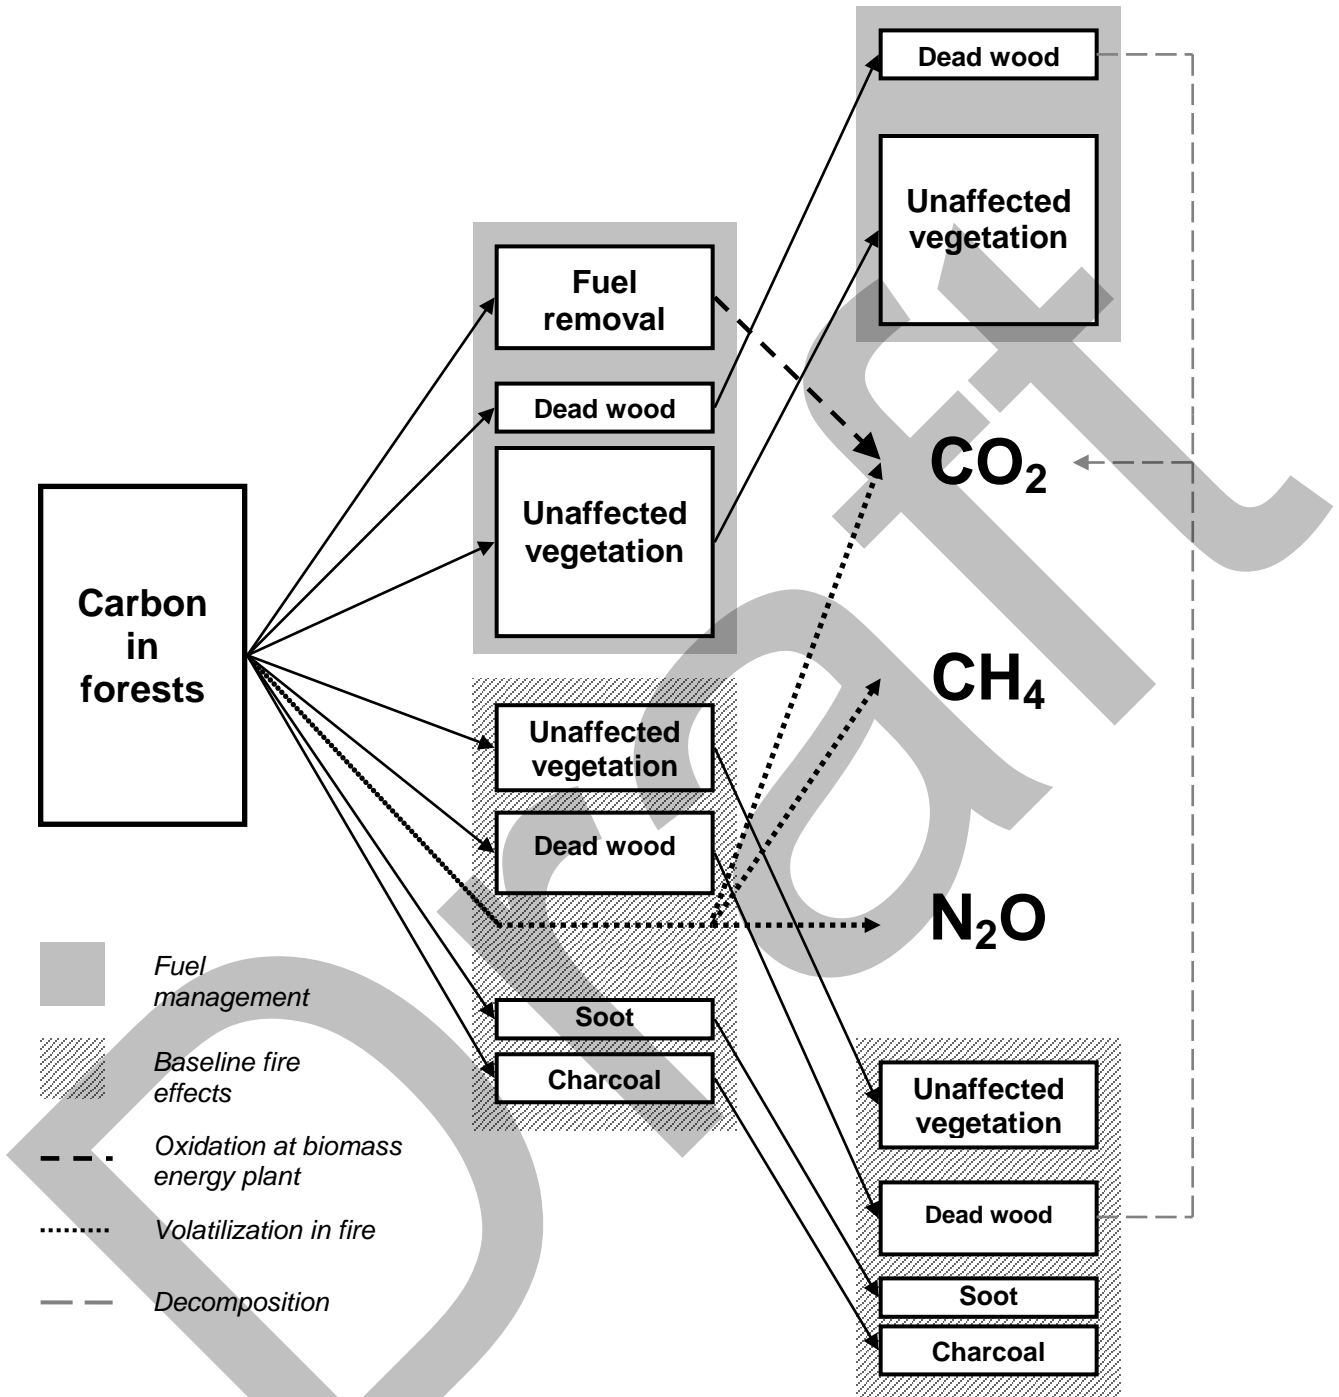 Dead wood
Unaffected
vegetation
Fuel
removal
Dead wood
Unaffected
vegetation
CO₂
Carbon
in
forests
CH₄
Unaffected
vegetation
Dead wood
N₂O
Soot
Charcoal
Unaffected
vegetation
Dead wood
Soot
Charcoal
Fuel
management
Baseline fire
effects
Oxidation at biomass
energy plant
Volatilization in fire
Decomposition
Draft